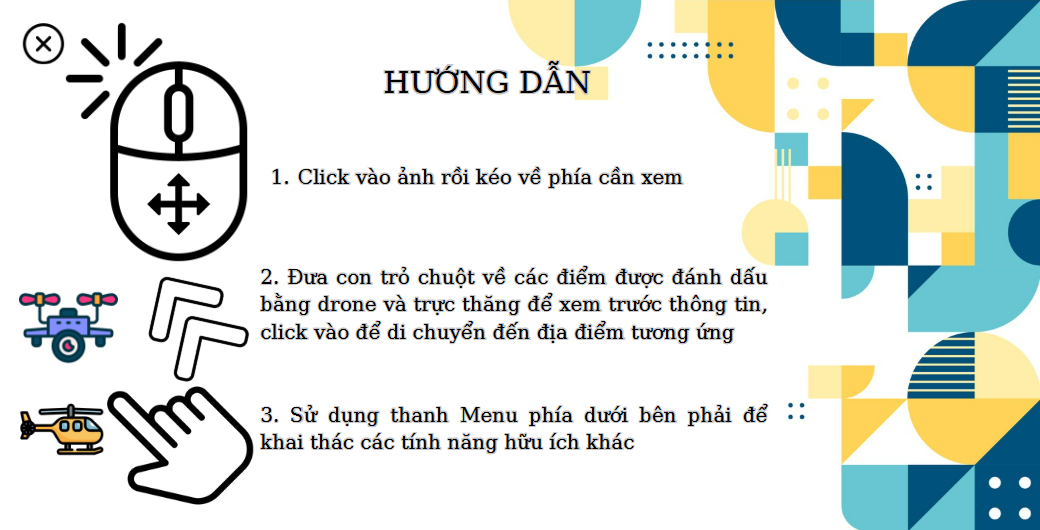 HƯỚNG DẪN
1. Click vào ảnh rồi kéo về phía cần xem
2. Đưa con trỏ chuột về các điểm được đánh dấu
bằng drone và trực thăng để xem trước thông tin,
click vào để di chuyển đến địa điểm tương ứng
3. Sử dụng thanh Menu phía dưới bên phải để
khai thác các tính năng hữu ích khác